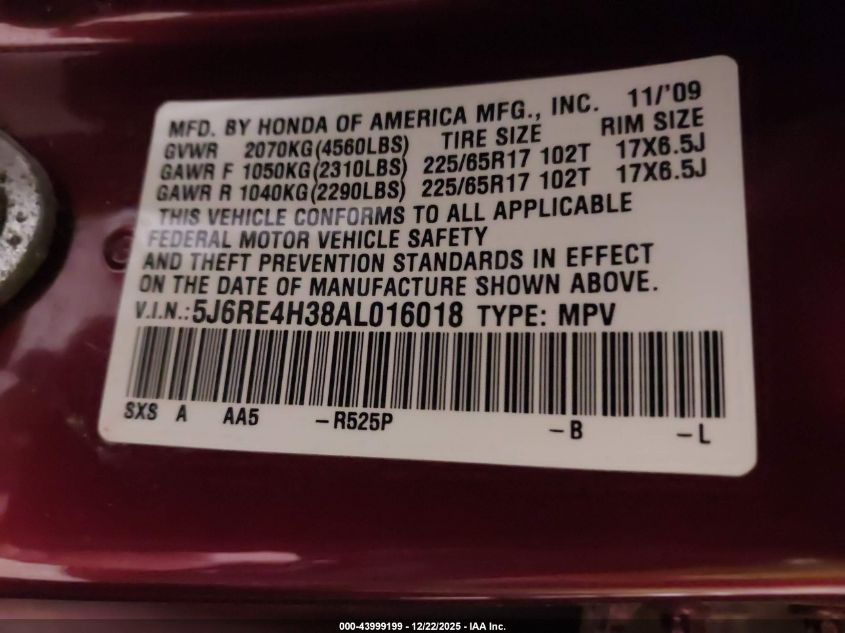 MFD. BY HONDA OF AMERICA MFG., INC. 11/'09
GVWR 2070KG(4560LBS) TIRE SIZE RIM SIZE
GAWR F 1050KG(2310LBS) 225/65R17 102T 17X6.5J
GAWR R 1040KG(2290LBS) 225/65R17 102T 17X6.5J
THIS VEHICLE CONFORMS TO ALL APPLICABLE
FEDERAL MOTOR VEHICLE SAFETY
AND THEFT PREVENTION STANDARDS IN EFFECT
ON THE DATE OF MANUFACTURE SHOWN ABOVE.
V.I.N.:5J6RE4H38AL016018 TYPE: MPV
SXS A AA5 -R525P -B -L
000-43999199 - 12/22/2025 - IAA Inc.